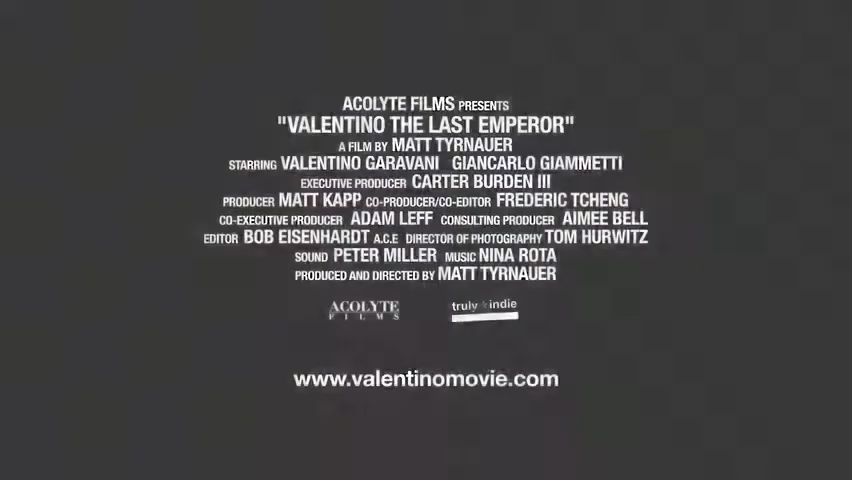 ACOLYTE FILMS PRESENTS
"VALENTINO THE LAST EMPEROR"
A FILM BY MATT TYRNAUER
STARRING VALENTINO GARAVANI GIANCARLO GIAMMETTI
EXECUTIVE PRODUCER CARTER BURDEN III
PRODUCER MATT KAPP CO-PRODUCER/CO-EDITOR FREDERIC TCHENG
CO-EXECUTIVE PRODUCER ADAM LEFF CONSULTING PRODUCER AIMEE BELL
EDITOR BOB EISENHARDT A.C.E DIRECTOR OF PHOTOGRAPHY TOM HURWITZ
SOUND PETER MILLER MUSIC NINA ROTA
PRODUCED AND DIRECTED BY MATT TYRNAUER
ACOLYTE truly indie
FILMS
www.valentinomovie.com